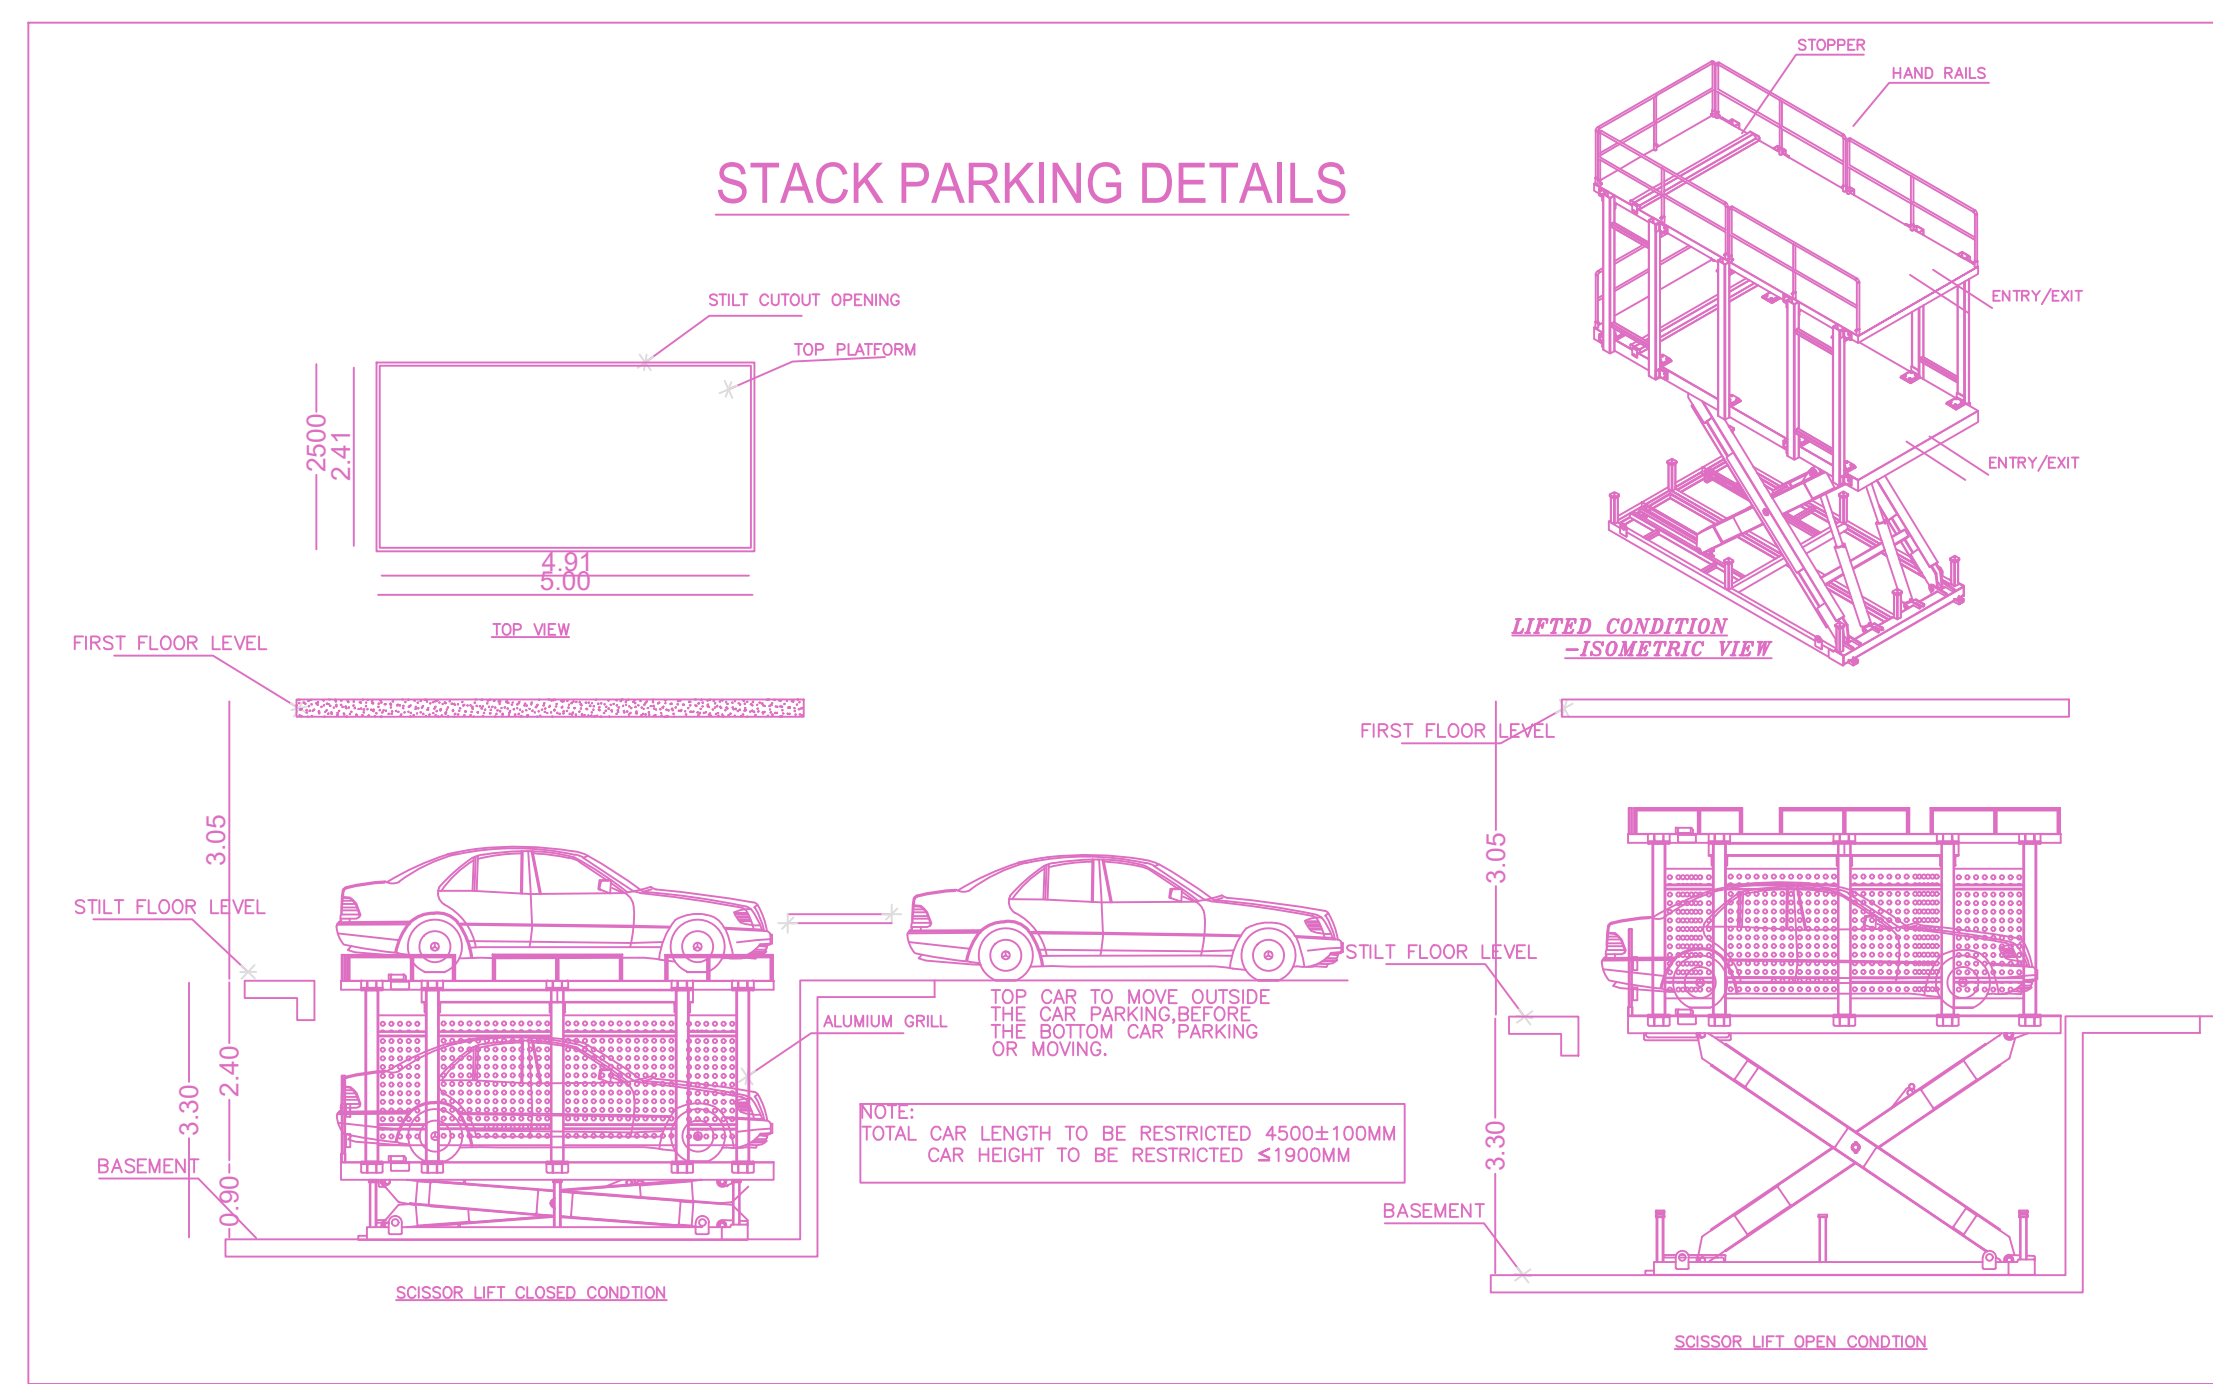 STOPPER
HAND RAILS
STACK PARKING DETAILS
STILT CUTOUT OPENING
TOP PLATFORM
ENTRY/EXIT
2500
2.41
ENTRY/EXIT
4.91
5.00
TOP VIEW
LIFTED CONDITION
-ISOMETRIC VIEW
FIRST FLOOR LEVEL
FIRST FLOOR LEVEL
3.05
3.05
STILT FLOOR LEVEL
STILT FLOOR LEVEL
TOP CAR TO MOVE OUTSIDE
THE CAR PARKING,BEFORE
THE BOTTOM CAR PARKING
OR MOVING.
ALUMIUM GRILL
2.40
3.30
NOTE:
TOTAL CAR LENGTH TO BE RESTRICTED 4500±100MM
CAR HEIGHT TO BE RESTRICTED ≤1900MM
3.30
BASEMENT
0.90
BASEMENT
SCISSOR LIFT CLOSED CONDTION
SCISSOR LIFT OPEN CONDTION